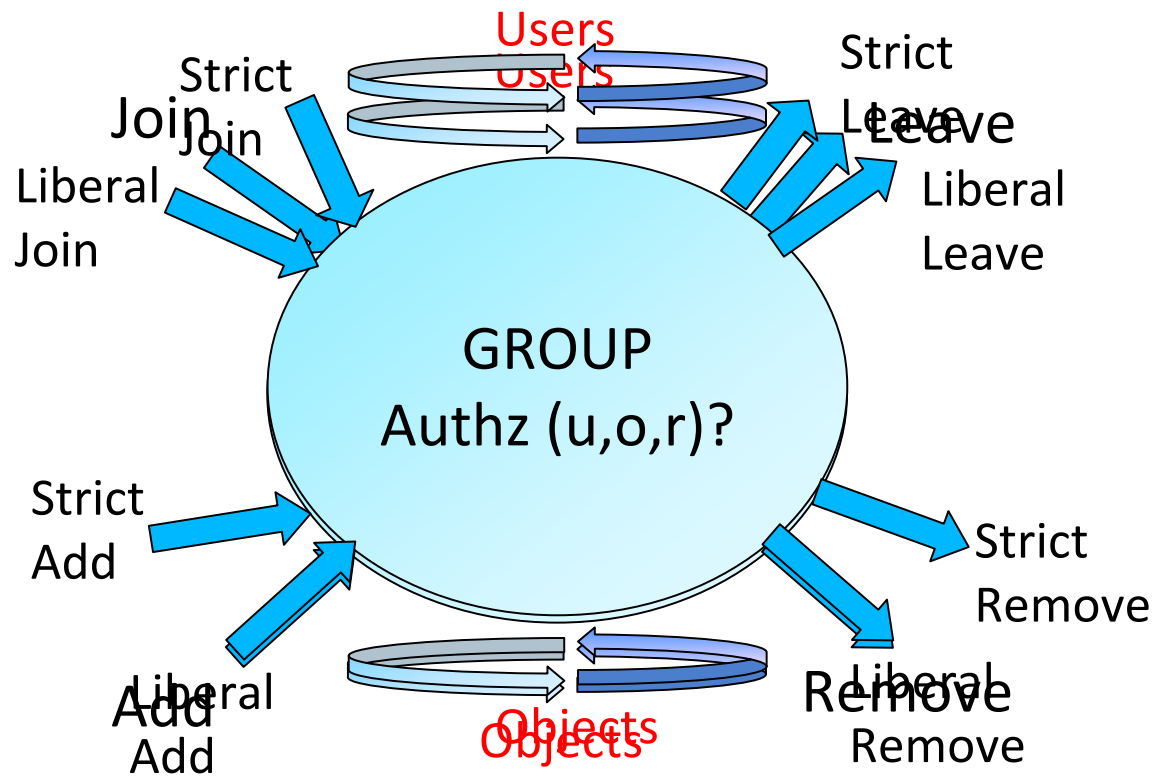 Users
Users
Strict
Join
Join
Liberal
Join
Strict
Leave
Leave
Liberal
Leave
GROUP
Authz (u,o,r)?
Strict
Add
Strict
Remove
Liberal
Add
Add
Liberal
Remove
Remove
Objects
Objects